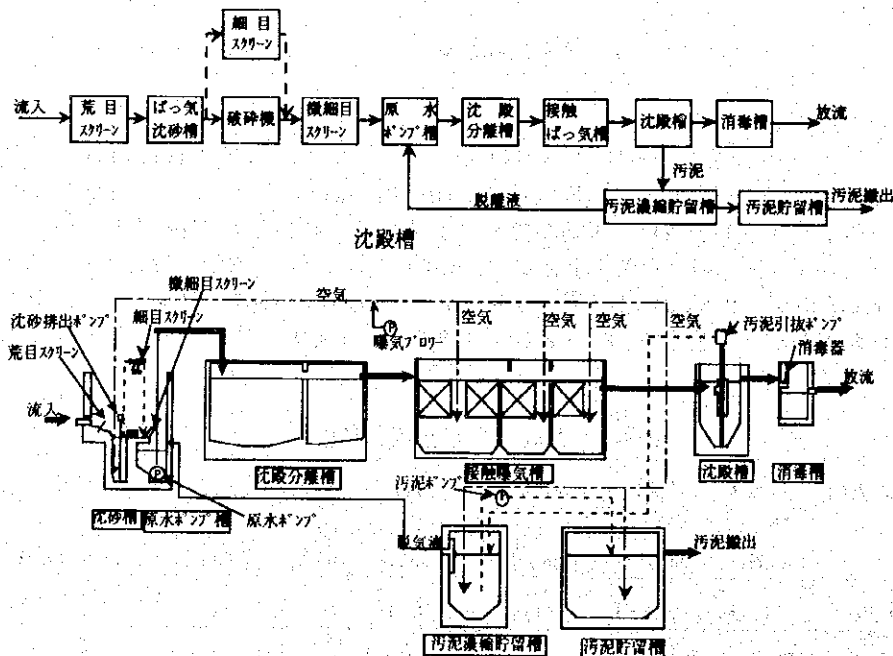 細目
スクリーン
流入
荒目
スクリーン
ばっ気
沈砂槽
破砕機
微細目
スクリーン
原水
ポンプ槽
沈殿
分離槽
接触
ばっ気槽
沈殿槽
消毒槽
放流
汚泥
脱離液
汚泥濃縮貯留槽
汚泥貯留槽
汚泥搬出
沈殿槽
微細目スクリーン
空気
沈砂排出ポンプ
細目スクリーン
荒目スクリーン
曝気ブロワー
P
空気
空気
空気
空気
汚泥引抜ポンプ
消毒器
流入
放流
P
沈殿分離槽
接触曝気槽
沈殿槽
消毒槽
汚泥ポンプ
P
沈砂槽
原水ポンプ槽
原水ポンプ
脱気液
汚泥搬出
汚泥濃縮貯留槽
汚泥貯留槽